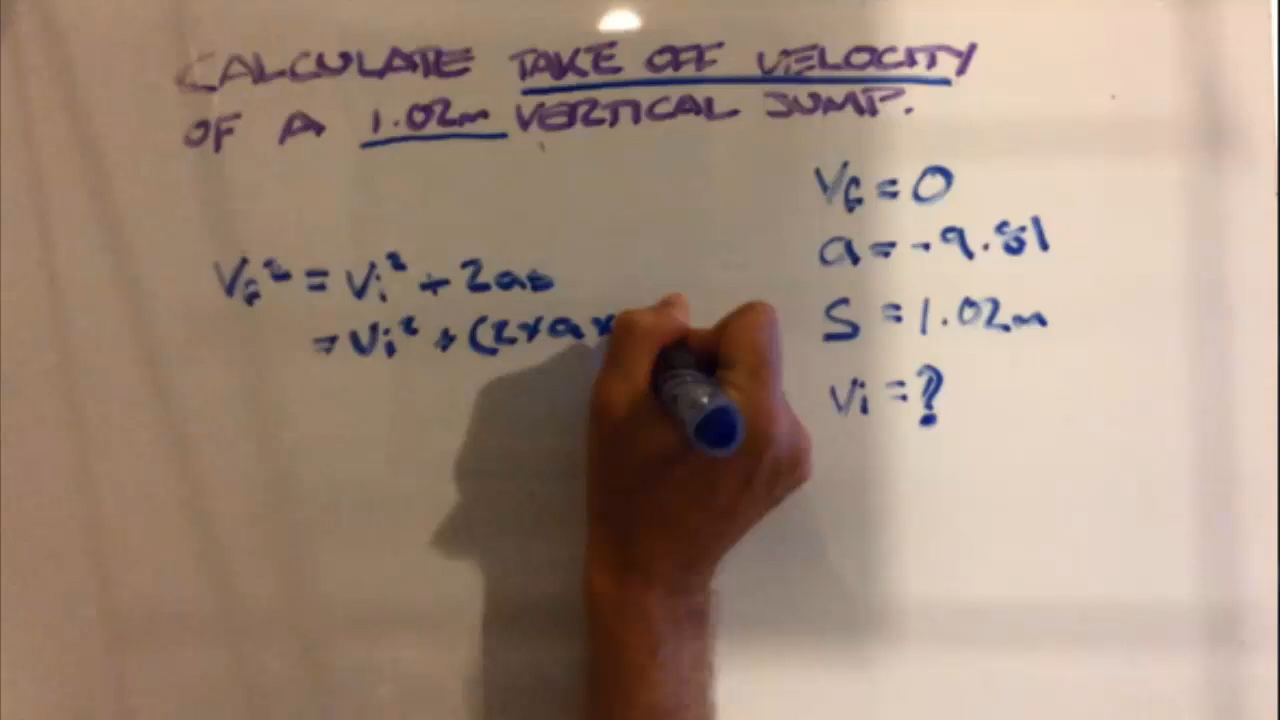 CALCULATE TAKE OFF VELOCITY
OF A 1.02m VERTICAL JUMP.
Vf = 0
a = -9.81
S = 1.02m
Vi = ?
Vf² = Vi² + 2as
= Vi² + (2×a×